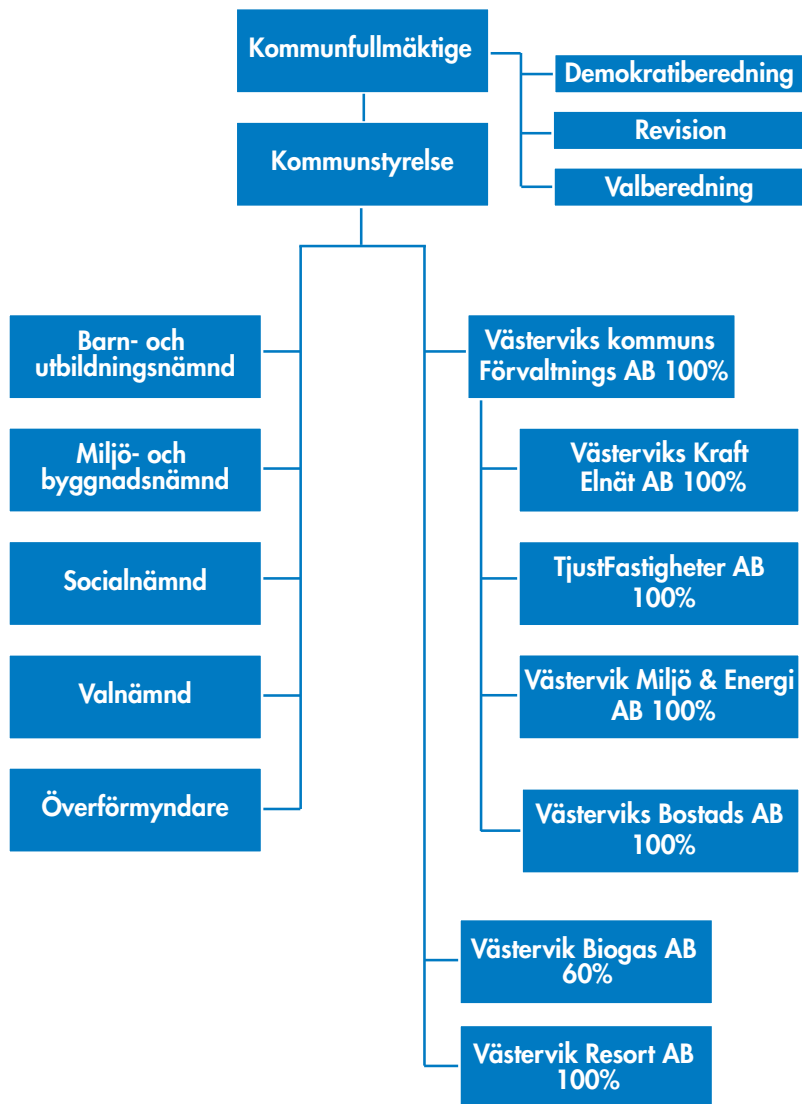 Kommunfullmäktige
Demokratiberedning
Revision
Valberedning
Kommunstyrelse
Barn- och
utbildningsnämnd
Miljö- och
byggnadsnämnd
Socialnämnd
Valnämnd
Överförmyndare
Västerviks kommuns
Förvaltnings AB 100%
Västerviks Kraft
Elnät AB 100%
TjustFastigheter AB
100%
Västervik Miljö & Energi
AB 100%
Västerviks Bostads AB
100%
Västervik Biogas AB
60%
Västervik Resort AB
100%